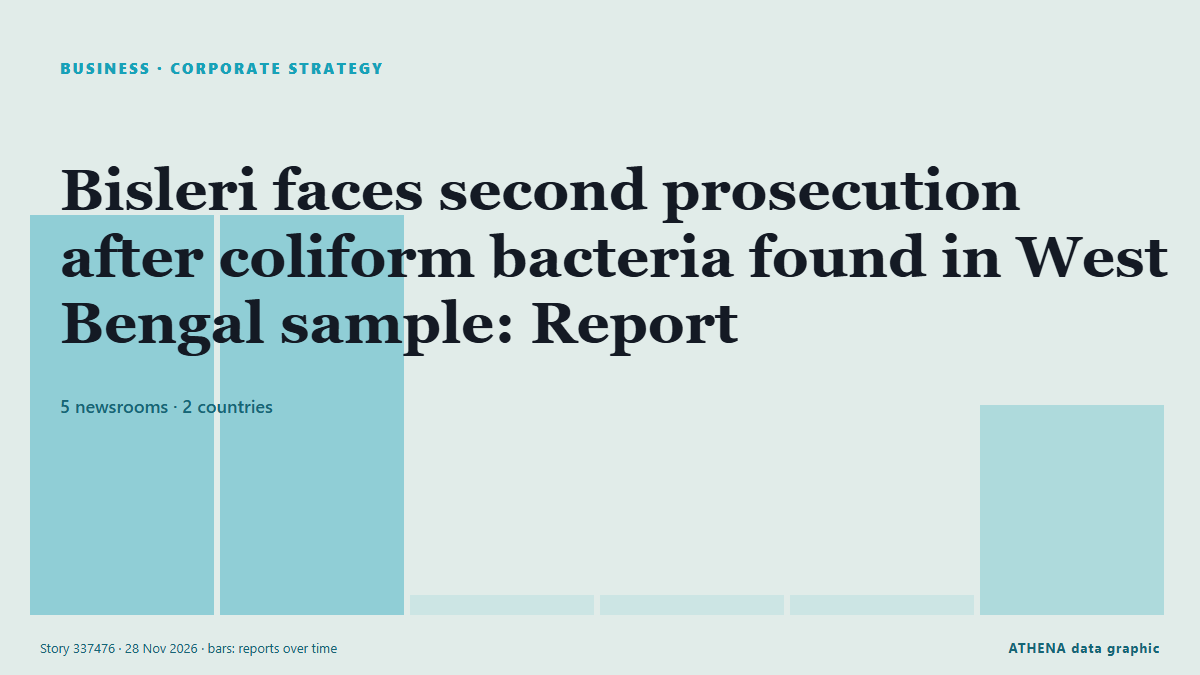 BUSINESS · CORPORATE STRATEGY
Bisleri faces second prosecution
after coliform bacteria found in West
Bengal sample: Report
5 newsrooms · 2 countries
Story 337476 · 28 Nov 2026 · bars: reports over time
ATHENA data graphic